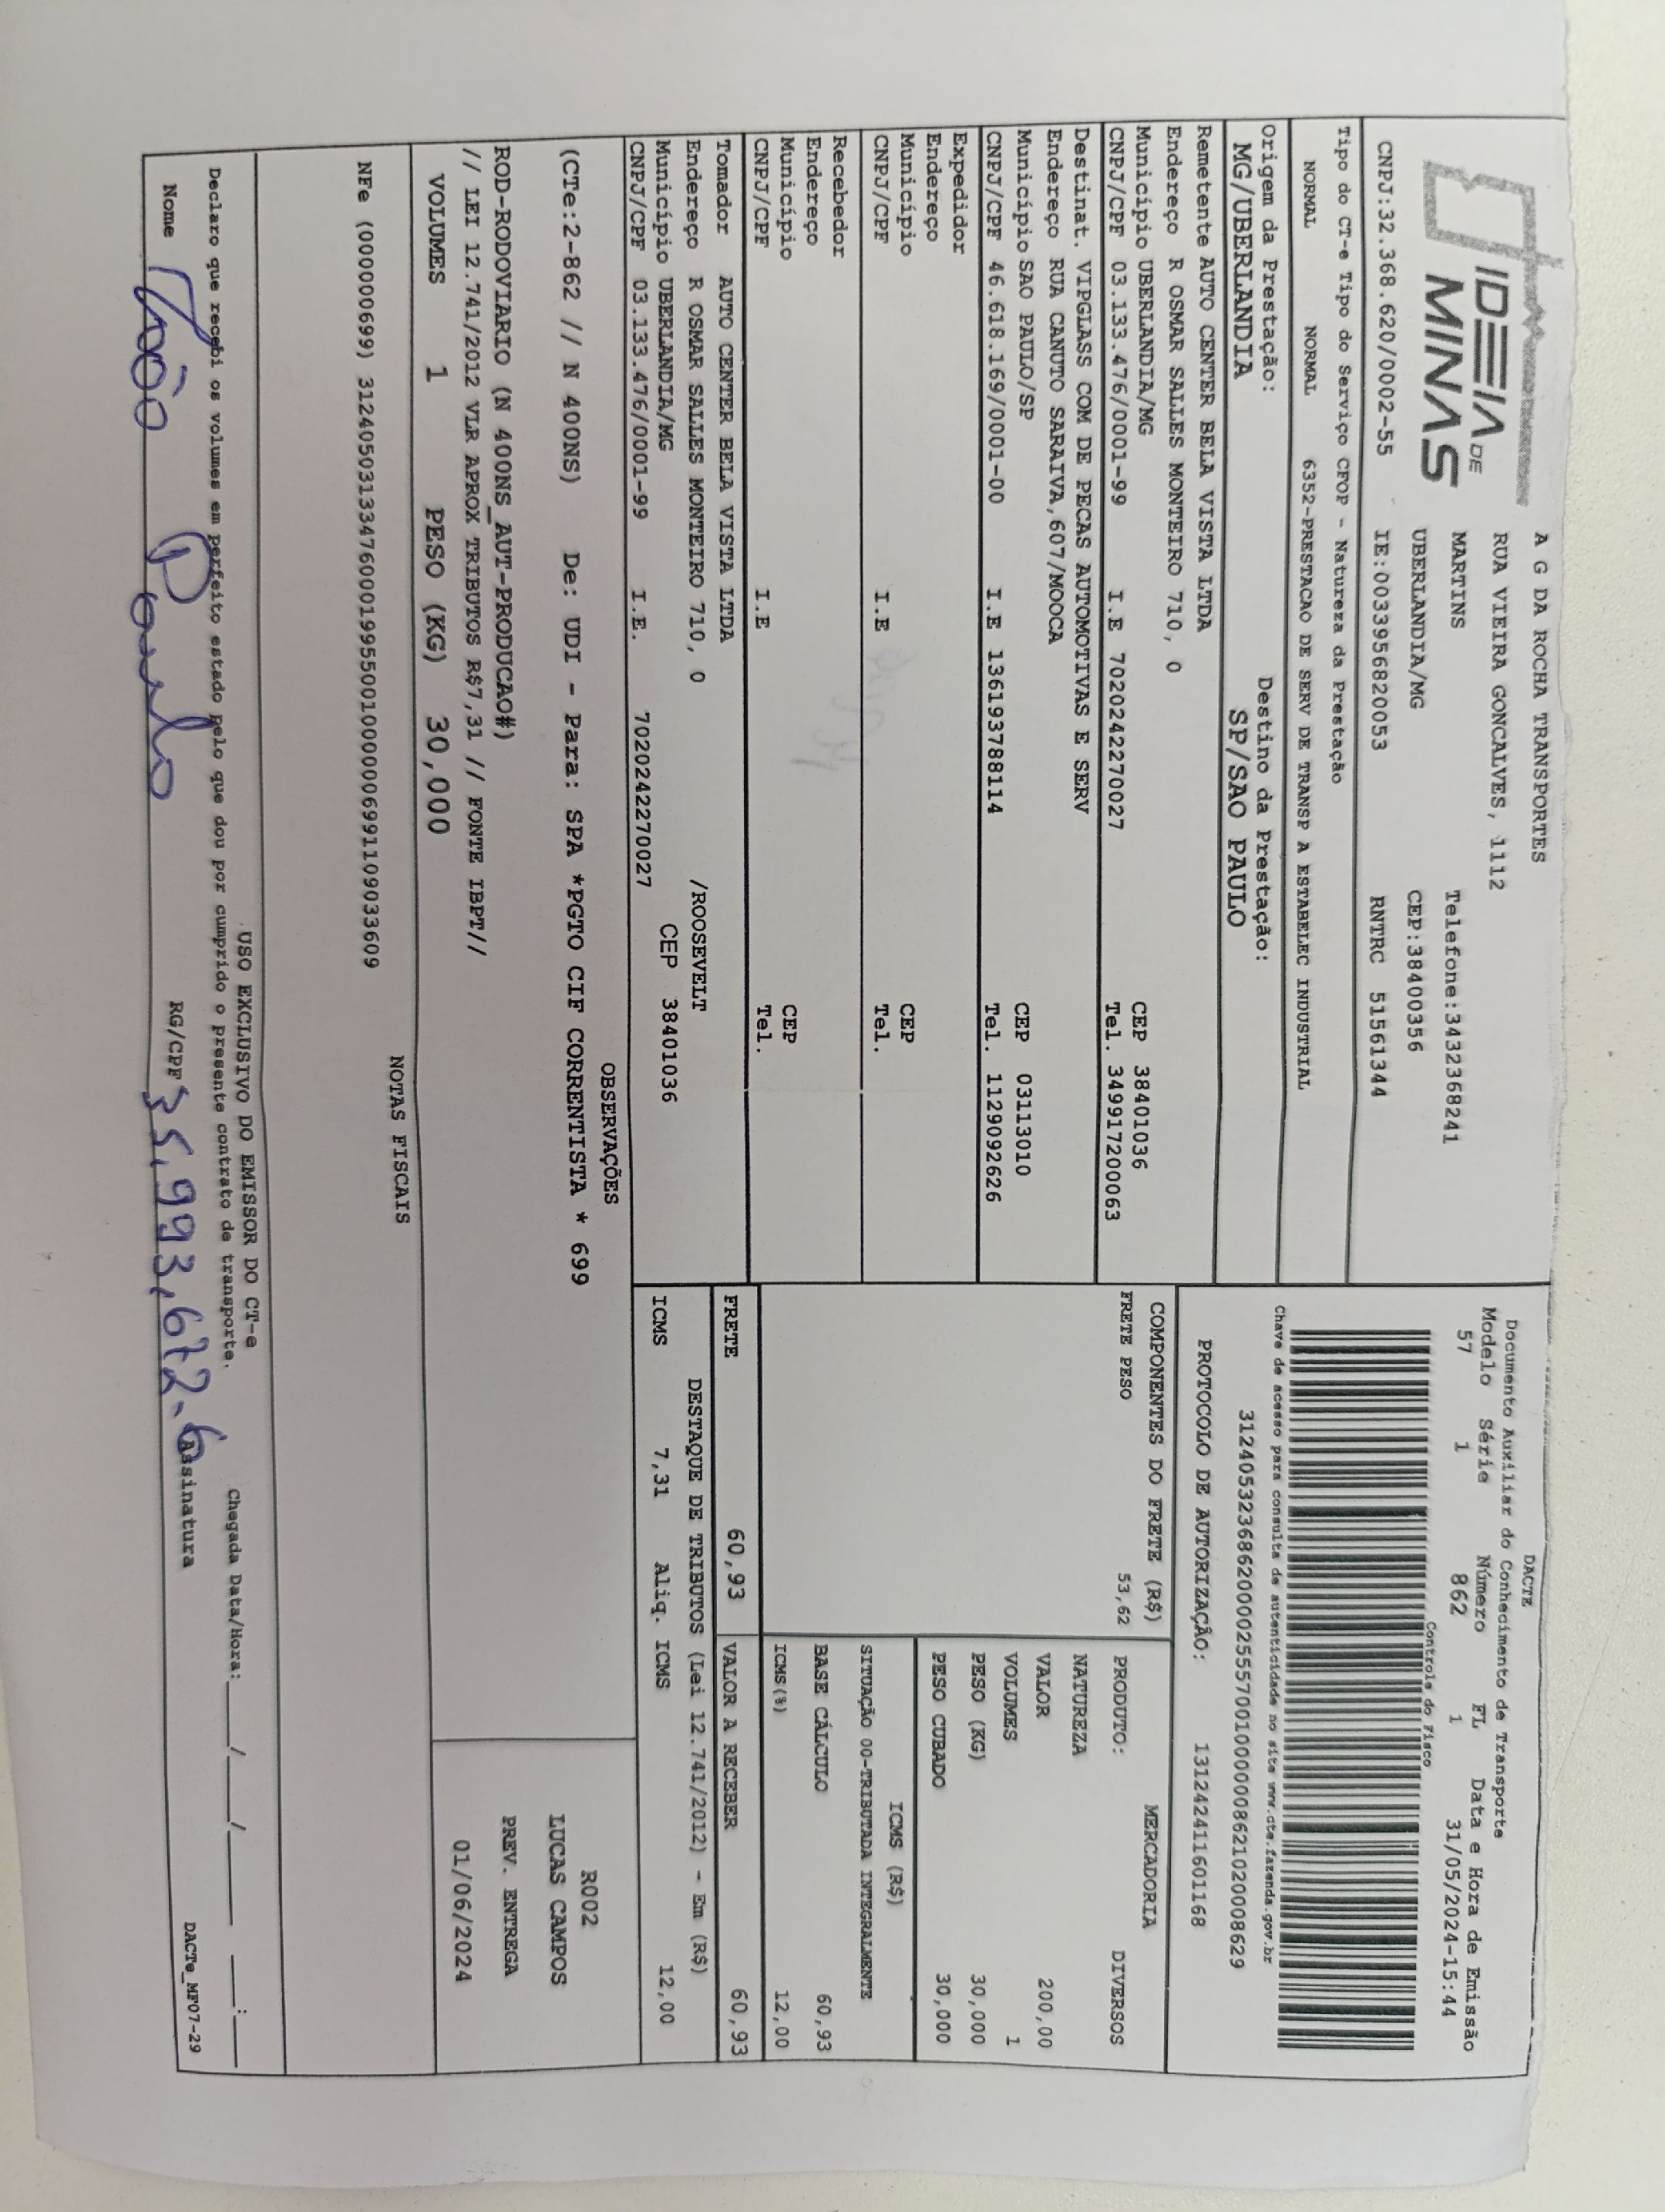 IDEIA DE MINAS
A G DA ROCHA TRANSPORTES
RUA VIEIRA GONCALVES, 1112
MARTINS Telefone:3432368241
UBERLANDIA/MG CEP:38400356
CNPJ:32.368.620/0002-55 IE:0033956820053 RNTRC 51561344
Tipo do CT-e Tipo do Serviço CFOP - Natureza da Prestação
NORMAL NORMAL 6352-PRESTACAO DE SERV DE TRANSP A ESTABELEC INDUSTRIAL
Origem da Prestação: Destino da Prestação:
MG/UBERLANDIA SP/SAO PAULO
Remetente AUTO CENTER BELA VISTA LTDA
Endereço R OSMAR SALLES MONTEIRO 710, 0
Município UBERLANDIA/MG CEP 38401036
CNPJ/CPF 03.133.476/0001-99 I.E 7020242270027 Tel. 34991720063
Destinat. VIPGLASS COM DE PECAS AUTOMOTIVAS E SERV
Endereço RUA CANUTO SARAIVA,607/MOOCA
Município SAO PAULO/SP CEP 03113010
CNPJ/CPF 46.618.169/0001-00 I.E 136193788114 Tel. 1129092626
Expedidor
Endereço
Município CEP
CNPJ/CPF I.E Tel.
Recebedor
Endereço
Município CEP
CNPJ/CPF I.E Tel.
Tomador AUTO CENTER BELA VISTA LTDA
Endereço R OSMAR SALLES MONTEIRO 710, 0 /ROOSEVELT
Município UBERLANDIA/MG CEP 38401036
CNPJ/CPF 03.133.476/0001-99 I.E. 7020242270027
DACTE
Documento Auxiliar do Conhecimento de Transporte
Modelo Série Número FL Data e Hora de Emissão
57 1 862 1 31/05/2024-15:44
Controle do Fisco
Chave de acesso para consulta de autenticidade no site www.cte.fazenda.gov.br
31240532368620000255570010000008621020008629
PROTOCOLO DE AUTORIZAÇÃO: 131242411601168
COMPONENTES DO FRETE (R$)
FRETE PESO 53,62
MERCADORIA
PRODUTO: DIVERSOS
NATUREZA
VALOR 200,00
VOLUMES 1
PESO (KG) 30,000
PESO CUBADO 30,000
ICMS (R$)
SITUAÇÃO 00-TRIBUTADA INTEGRALMENTE
BASE CÁLCULO 60,93
ICMS(%) 12,00
FRETE 60,93 VALOR A RECEBER 60,93
DESTAQUE DE TRIBUTOS (Lei 12.741/2012) - Em (R$)
ICMS 7,31 Aliq. ICMS 12,00
OBSERVAÇÕES
(CTe:2-862 // N 400NS) De: UDI - Para: SPA *PGTO CIF CORRENTISTA * 699
ROD-RODOVIARIO (N 400NS_AUT-PRODUCAO#)
// LEI 12.741/2012 VLR APROX TRIBUTOS R$7,31 // FONTE IBPT//
VOLUMES 1 PESO (KG) 30,000
R002
LUCAS CAMPOS
PREV. ENTREGA
01/06/2024
NOTAS FISCAIS
NFe (000000699) 31240503133476000199550010000006991109033609
USO EXCLUSIVO DO EMISSOR DO CT-e
Declaro que recebi os volumes em perfeito estado pelo que dou por cumprido o presente contrato de transporte. Chegada Data/Hora: ___/___/_____ __:__
Nome João Paulo RG/CPF 35.993,672.6 Assinatura
DACTe_MF07-29